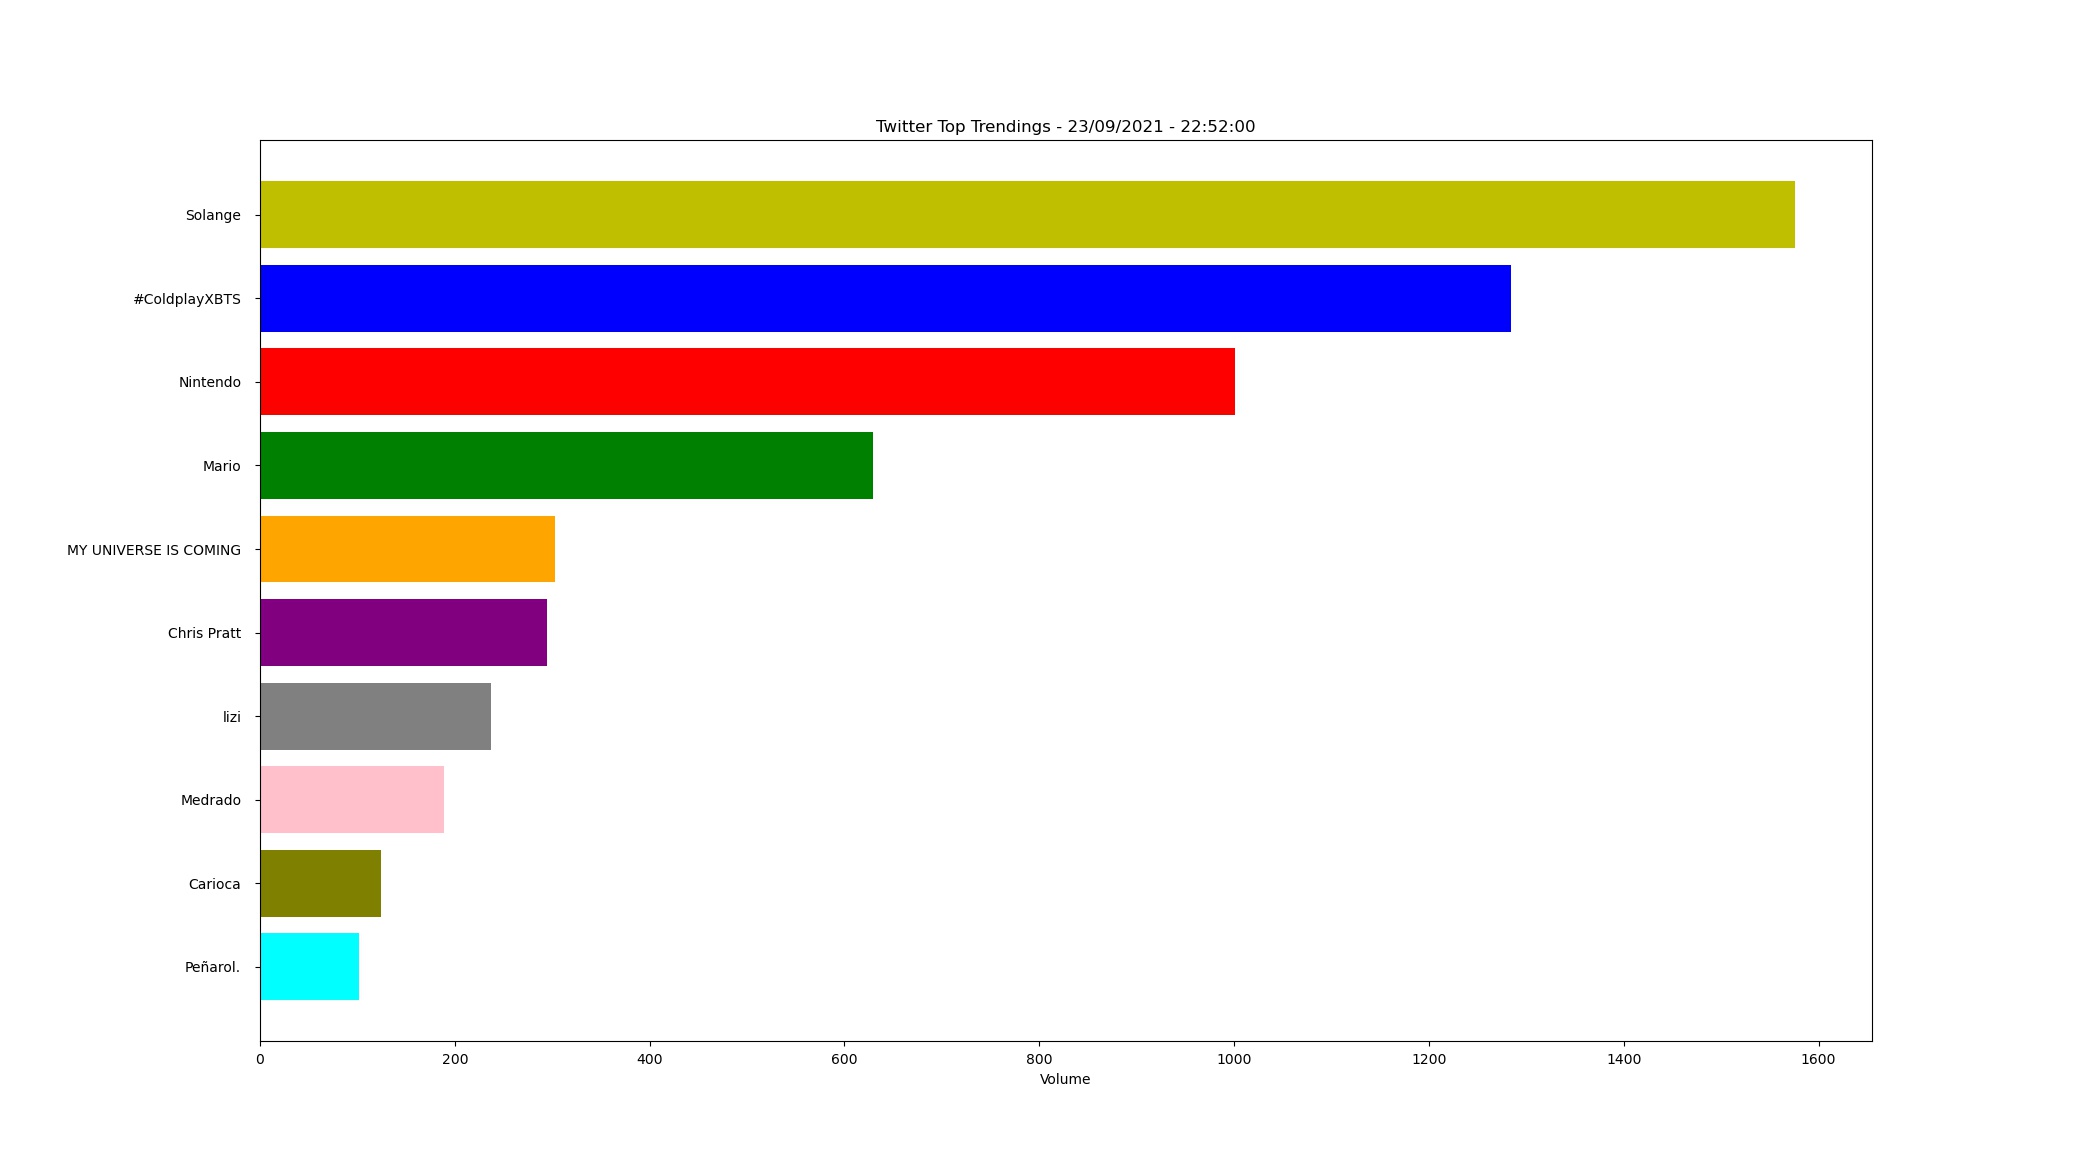 Twitter Top Trendings - 23/09/2021 - 22:52:00
Solange
#ColdplayXBTS
Nintendo
Mario
MY UNIVERSE IS COMING
Chris Pratt
lizi
Medrado
Carioca
Peñarol.
0 200 400 600 800 1000 1200 1400 1600
Volume